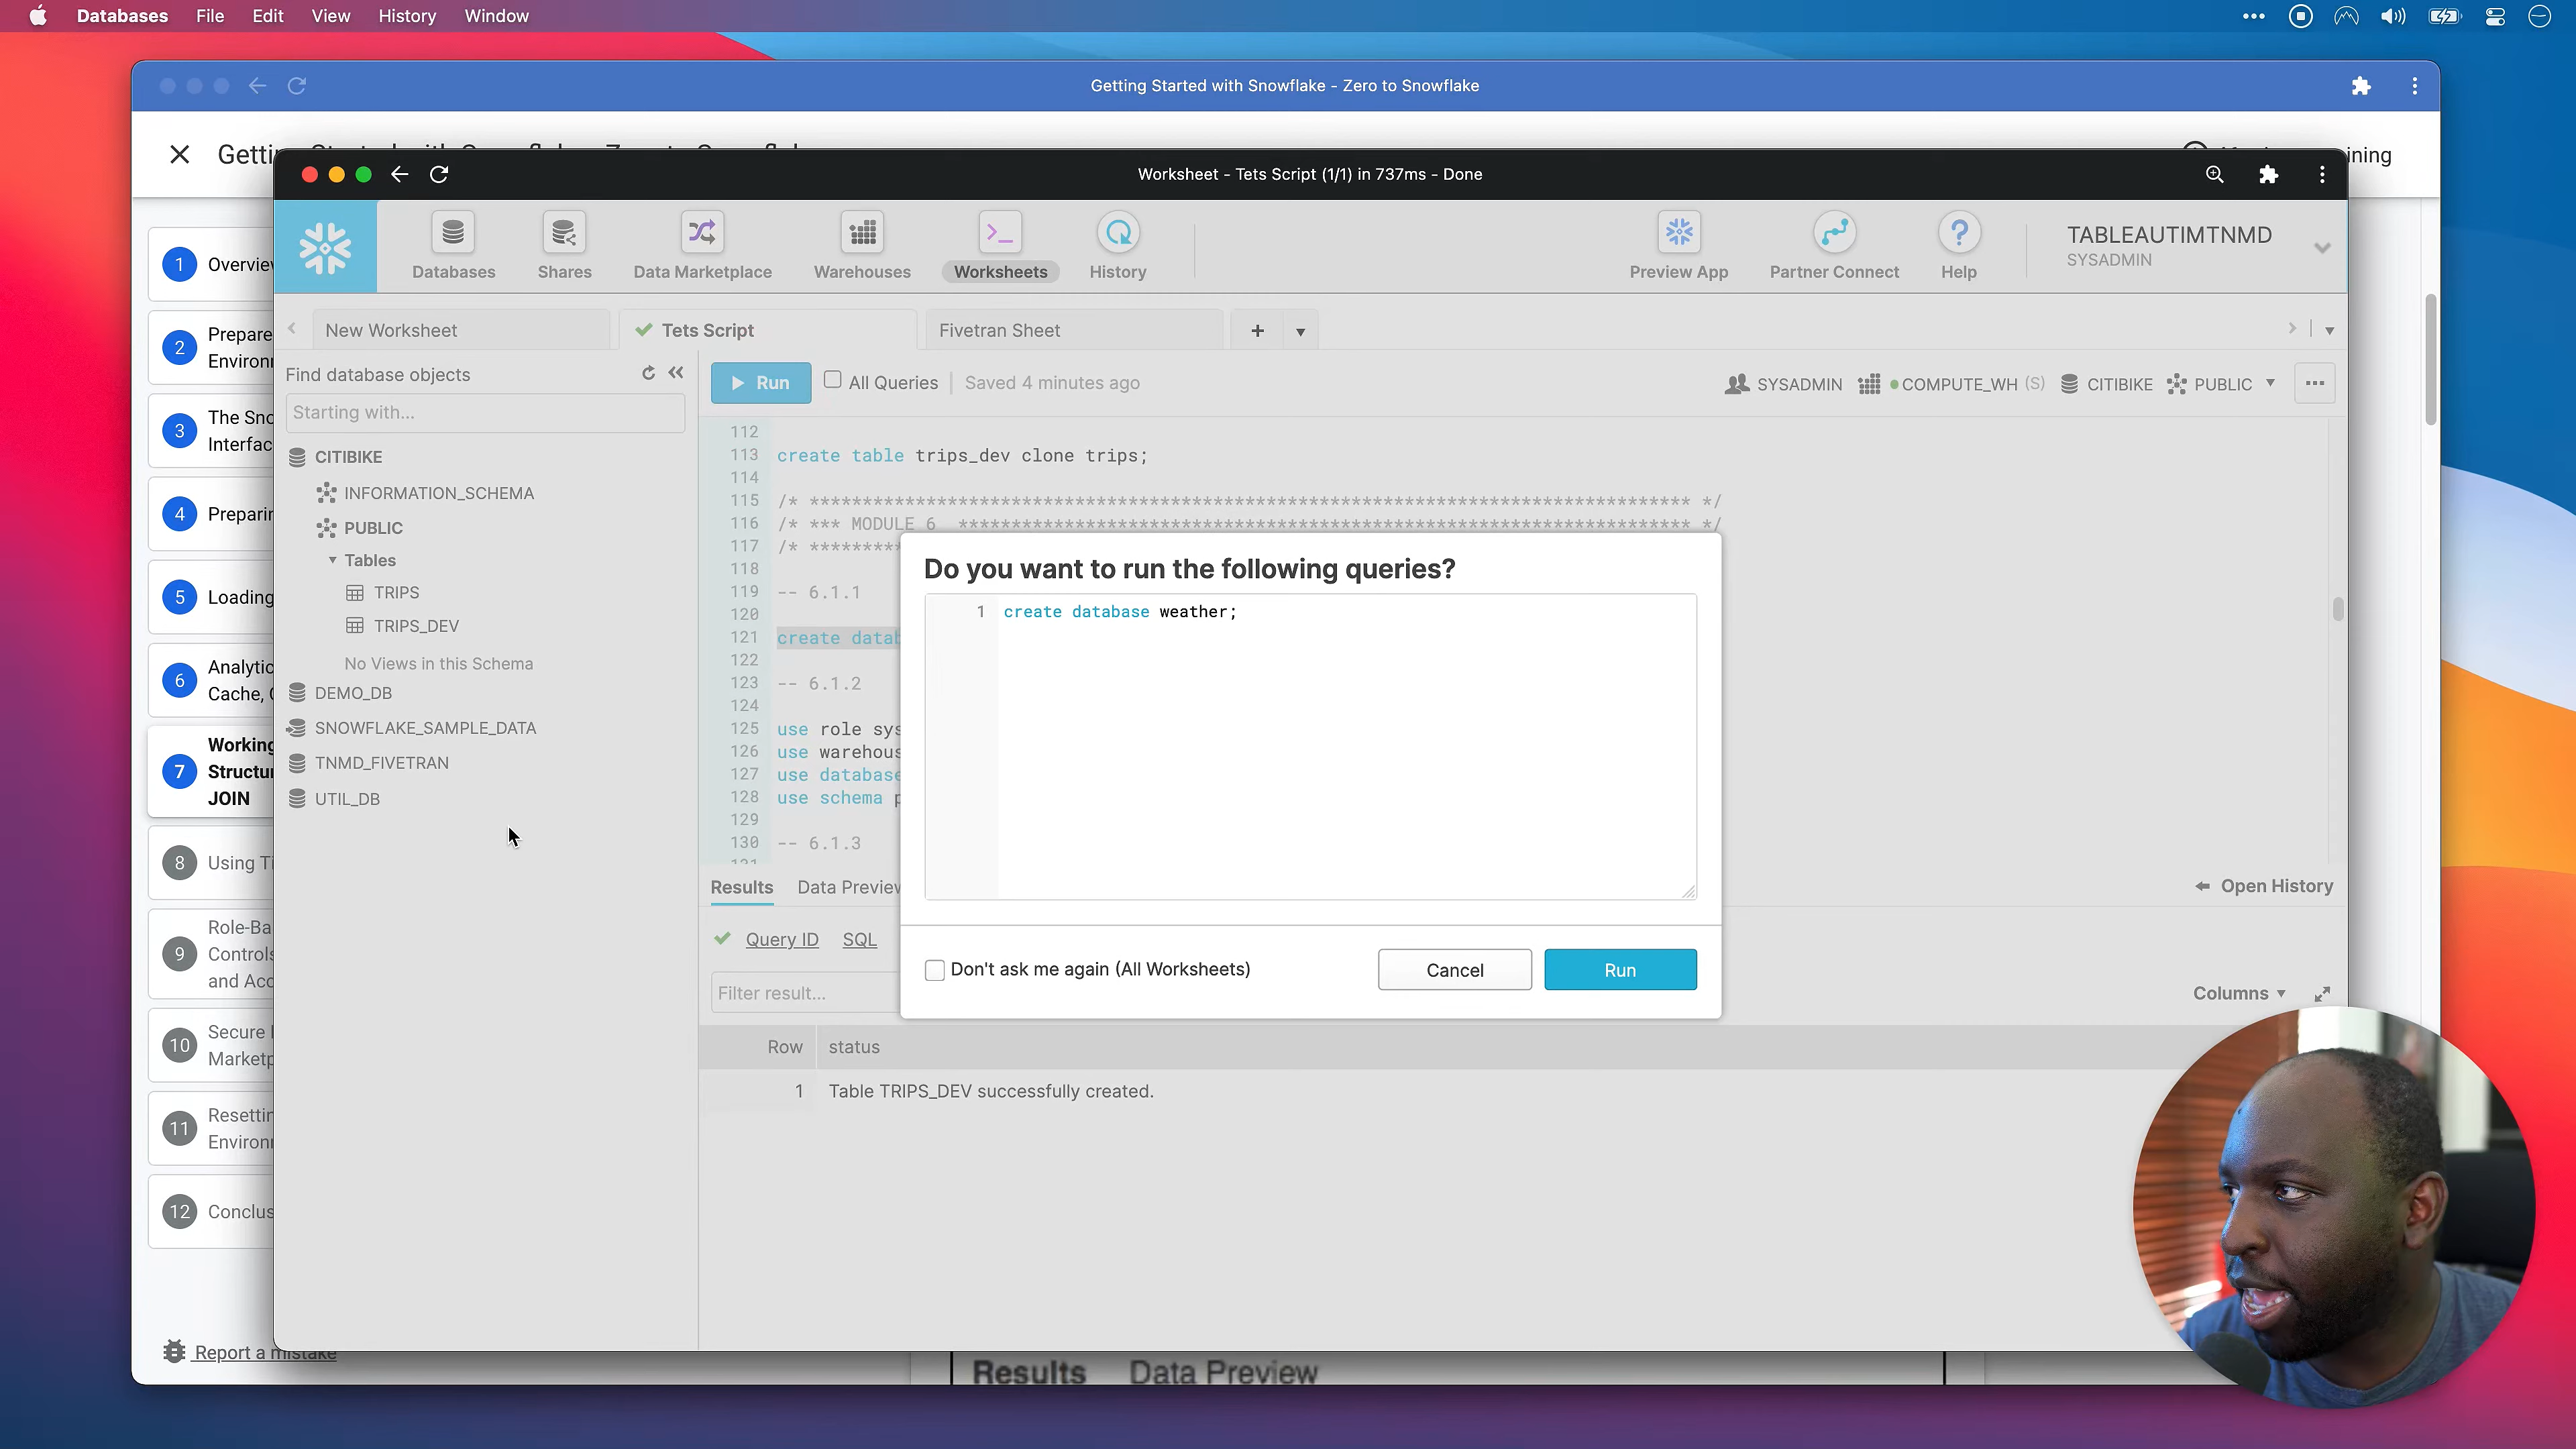 Databases File Edit View History Window
Getting Started with Snowflake - Zero to Snowflake
Worksheet - Tets Script (1/1) in 737ms - Done
Databases Shares Data Marketplace Warehouses Worksheets History Preview App Partner Connect Help
TABLEAUTIMTNMD
SYSADMIN
New Worksheet Tets Script Fivetran Sheet
Find database objects
Starting with...
Run All Queries Saved 4 minutes ago SYSADMIN COMPUTE_WH (S) CITIBIKE PUBLIC
CITIBIKE
INFORMATION_SCHEMA
PUBLIC
Tables
TRIPS
TRIPS_DEV
No Views in this Schema
DEMO_DB
SNOWFLAKE_SAMPLE_DATA
TNMD_FIVETRAN
UTIL_DB
112
113 create table trips_dev clone trips;
114
115 /* *********************************************************************************** */
116 /* *** MODULE 6 ********************************************************************* */
117 /* *********
118
119 -- 6.1.1
120
121 create datab
122
123 -- 6.1.2
124
125 use role sys
126 use warehous
127 use database
128 use schema p
129
130 -- 6.1.3
Do you want to run the following queries?
1 create database weather;
Don't ask me again (All Worksheets) Cancel Run
Results Data Preview Open History
Query ID SQL
Filter result... Columns
Row status
1 Table TRIPS_DEV successfully created.
1 Overvie
2 Prepare
Environ
3 The Sno
Interfac
4 Preparin
5 Loading
6 Analytic
Cache, C
7 Working
Structu
JOIN
8 Using Ti
9 Role-Ba
Controls
and Acc
10 Secure
Marketp
11 Resettin
Environ
12 Conclus
Report a mistake
Results Data Preview